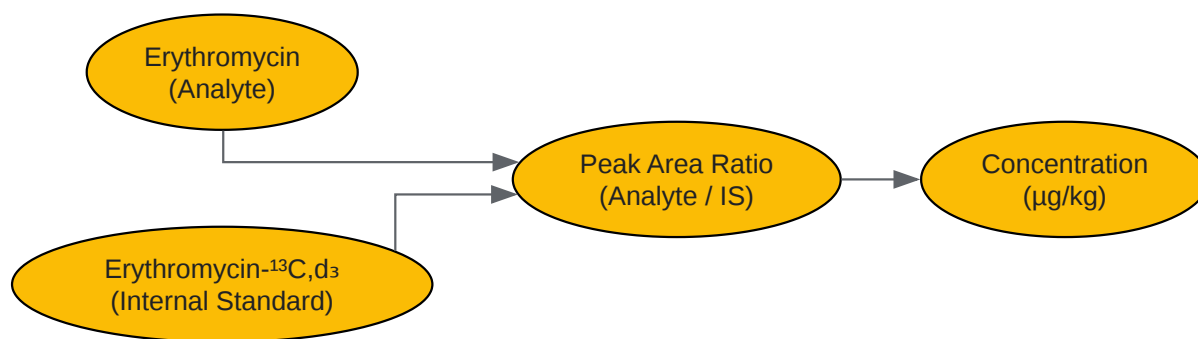 Erythromycin
(Analyte)
Erythromycin-¹³C,d₃
(Internal Standard)
Peak Area Ratio
(Analyte / IS)
Concentration
(µg/kg)